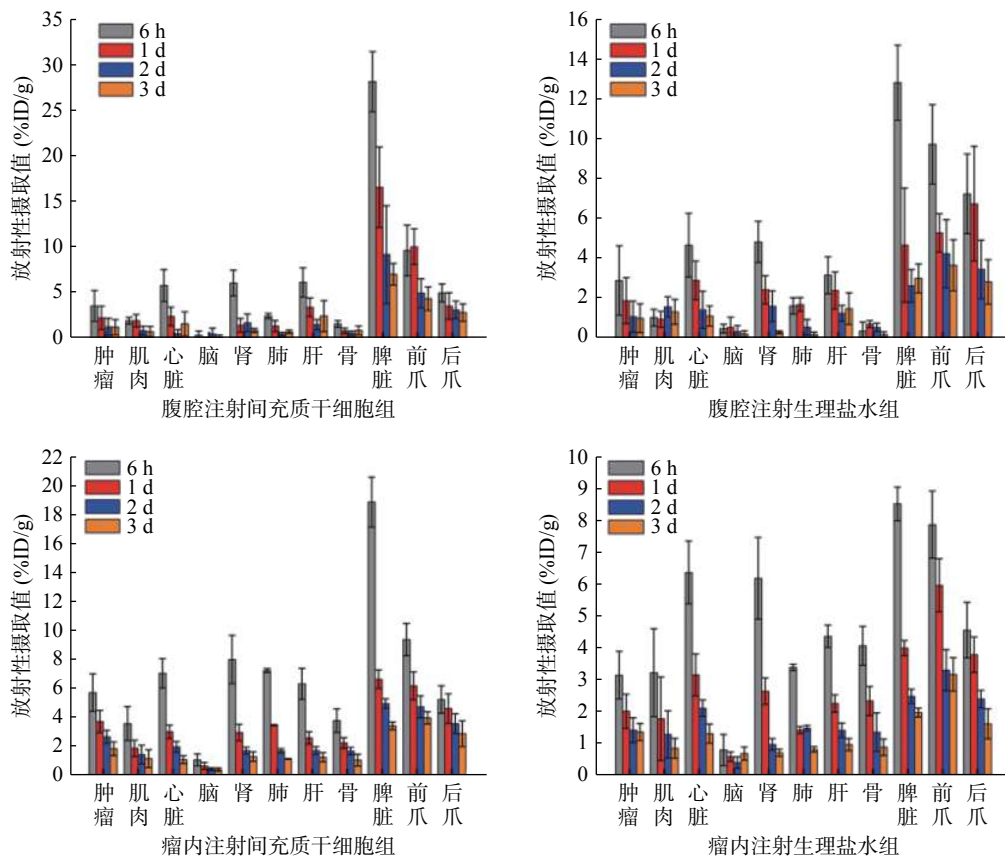 35
30
25
20
15
10
5
0
放射性摄取值 (%ID/g)
6 h
1 d
2 d
3 d
肿瘤 肌肉 心脏 脑 肾 肺 肝 骨 脾脏 前爪 后爪
腹腔注射间充质干细胞组
16
14
12
10
8
6
4
2
0
放射性摄取值 (%ID/g)
6 h
1 d
2 d
3 d
肿瘤 肌肉 心脏 脑 肾 肺 肝 骨 脾脏 前爪 后爪
腹腔注射生理盐水组
22
20
18
16
14
12
10
8
6
4
2
0
放射性摄取值 (%ID/g)
6 h
1 d
2 d
3 d
肿瘤 肌肉 心脏 脑 肾 肺 肝 骨 脾脏 前爪 后爪
瘤内注射间充质干细胞组
10
9
8
7
6
5
4
3
2
1
0
放射性摄取值 (%ID/g)
6 h
1 d
2 d
3 d
肿瘤 肌肉 心脏 脑 肾 肺 肝 骨 脾脏 前爪 后爪
瘤内注射生理盐水组